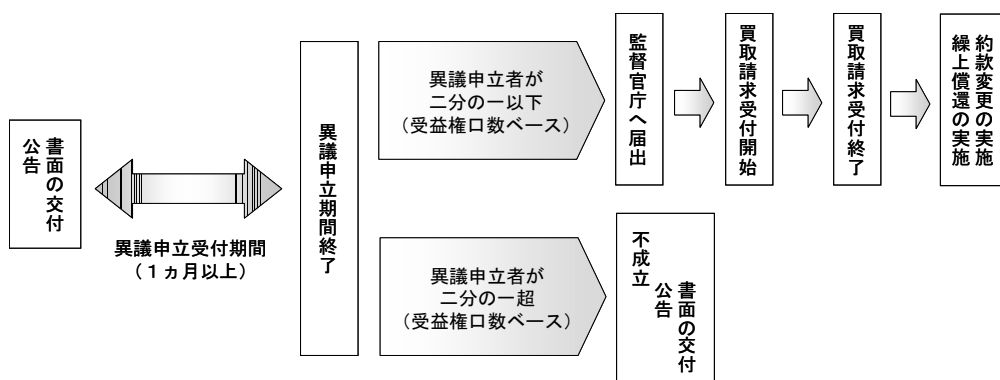 書面の交付
公告
異議申立受付期間
（１ヵ月以上）
異議申立期間終了
異議申立者が
二分の一以下
（受益権口数ベース）
監督官庁へ届出
買取請求受付開始
買取請求受付終了
約款変更の実施
繰上償還の実施
異議申立者が
二分の一超
（受益権口数ベース）
不成立
書面の交付
公告